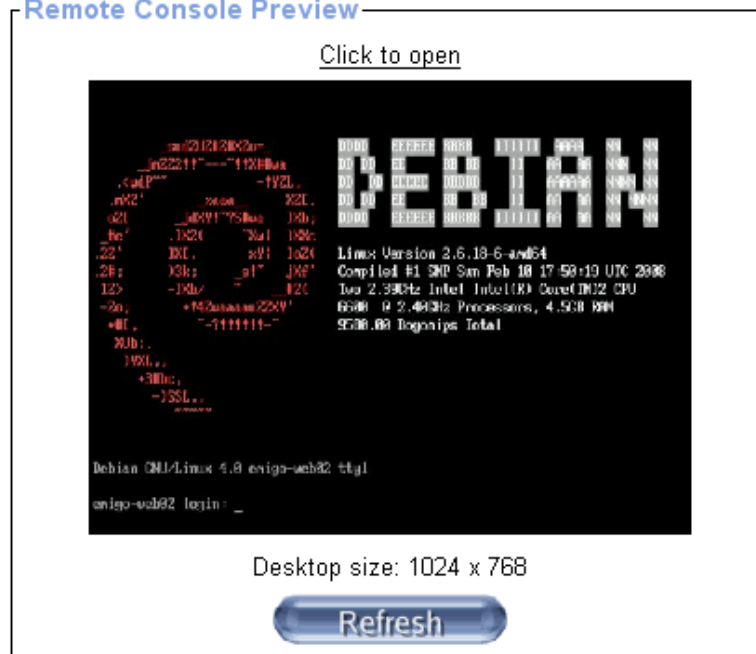 Remote Console Preview
Click to open
DEBIAN
Linux Version 2.6.18-6-amd64
Compiled #1 SMP Sun Feb 10 17:50:19 UTC 2008
Two 2.39GHz Intel Intel(R) Core(TM)2 CPU
6600 @ 2.40GHz Processors, 4.5GB RAM
9580.00 Bogomips Total
Debian GNU/Linux 4.0 emigo-web02 tty1
emigo-web02 login: _
Desktop size: 1024 x 768
Refresh